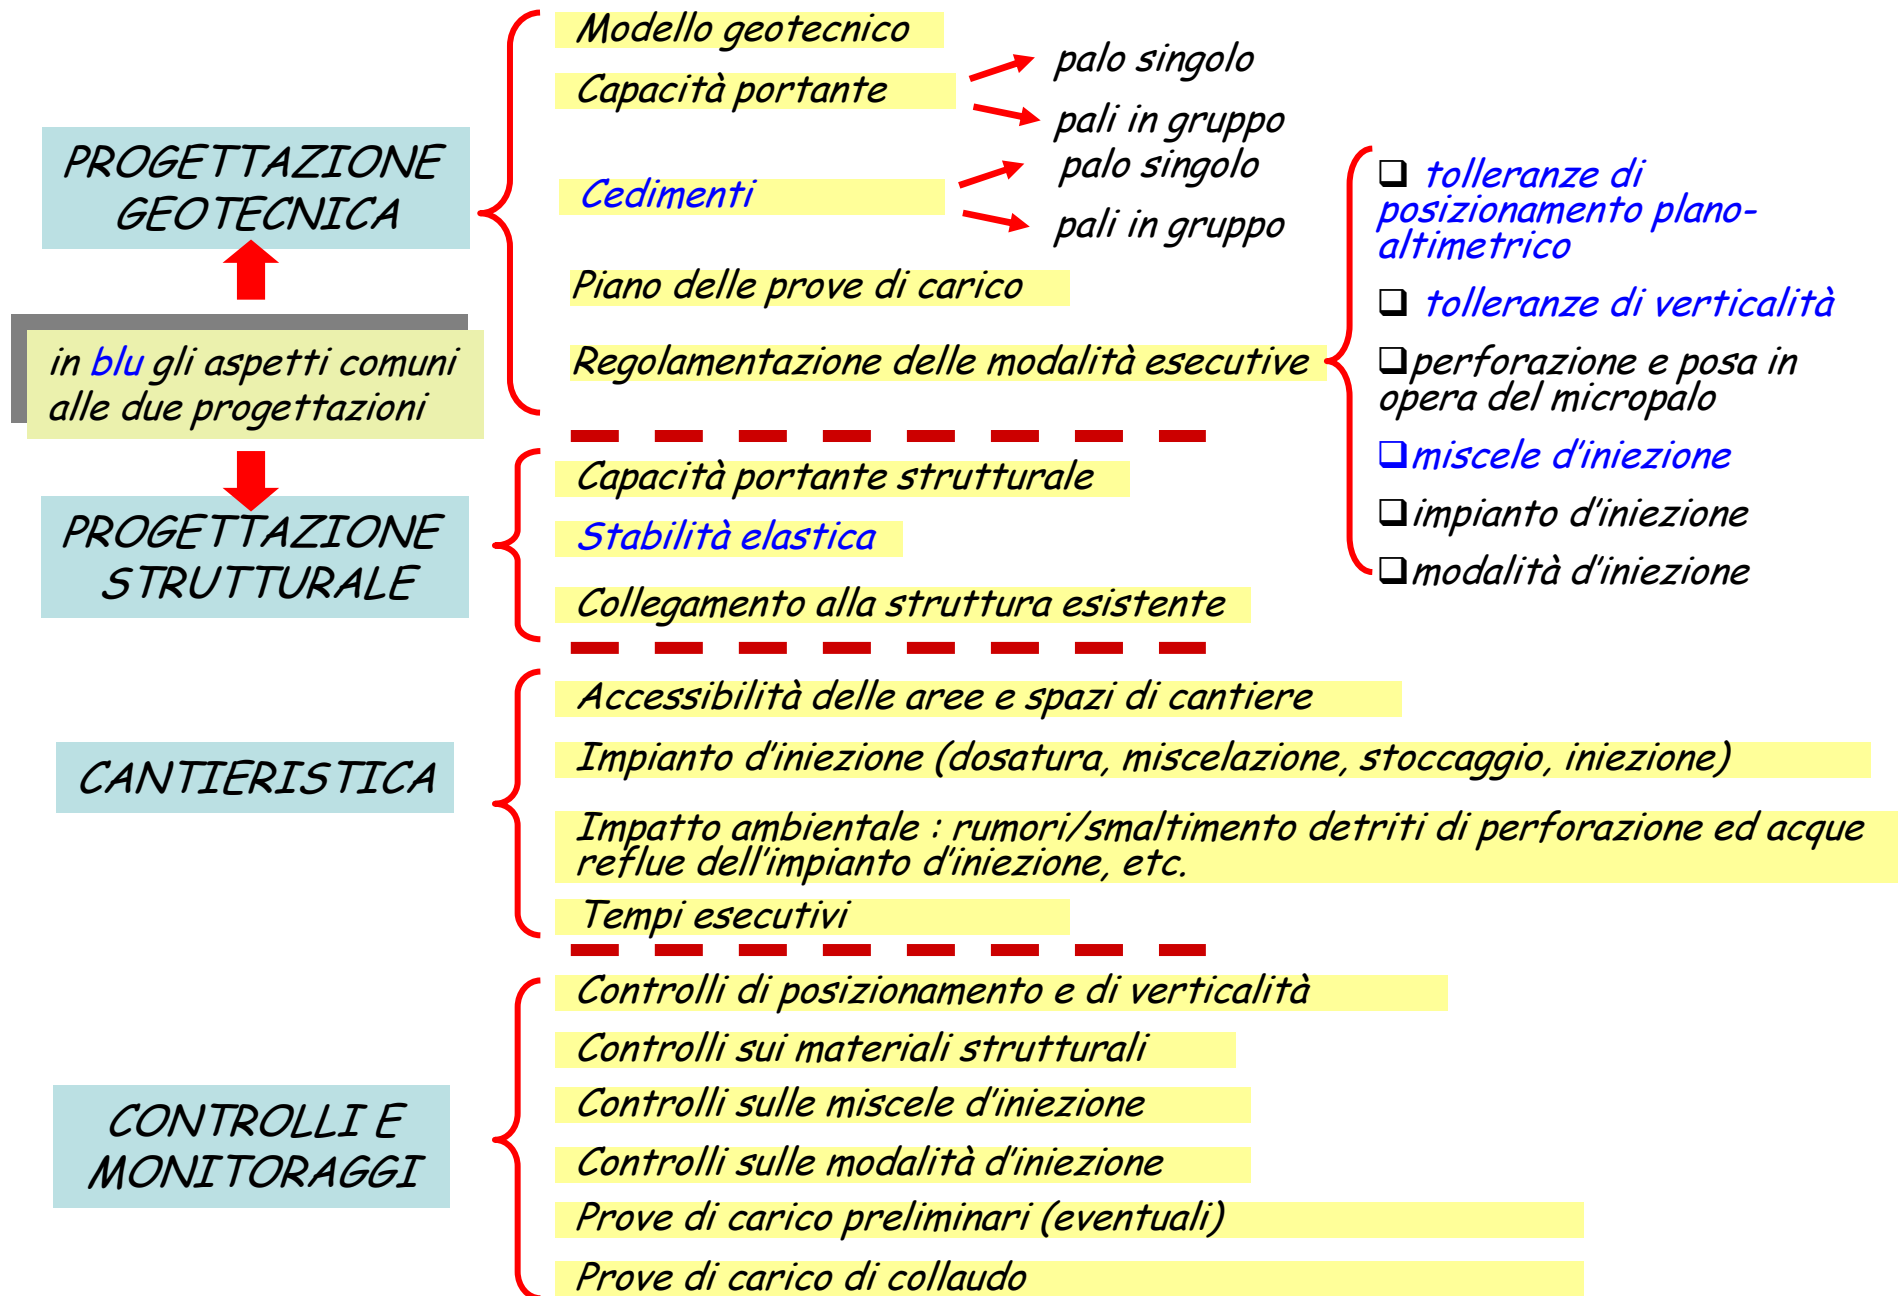 PROGETTAZIONE
GEOTECNICA
in blu gli aspetti comuni
alle due progettazioni
PROGETTAZIONE
STRUTTURALE
CANTIERISTICA
CONTROLLI E
MONITORAGGI
Modello geotecnico
Capacità portante
palo singolo
pali in gruppo
Cedimenti
palo singolo
pali in gruppo
Piano delle prove di carico
Regolamentazione delle modalità esecutive
❑ tolleranze di
posizionamento plano-
altimetrico
❑ tolleranze di verticalità
❑perforazione e posa in
opera del micropalo
❑miscele d'iniezione
❑impianto d'iniezione
❑modalità d'iniezione
Capacità portante strutturale
Stabilità elastica
Collegamento alla struttura esistente
Accessibilità delle aree e spazi di cantiere
Impianto d'iniezione (dosatura, miscelazione, stoccaggio, iniezione)
Impatto ambientale : rumori/smaltimento detriti di perforazione ed acque
reflue dell'impianto d'iniezione, etc.
Tempi esecutivi
Controlli di posizionamento e di verticalità
Controlli sui materiali strutturali
Controlli sulle miscele d'iniezione
Controlli sulle modalità d'iniezione
Prove di carico preliminari (eventuali)
Prove di carico di collaudo